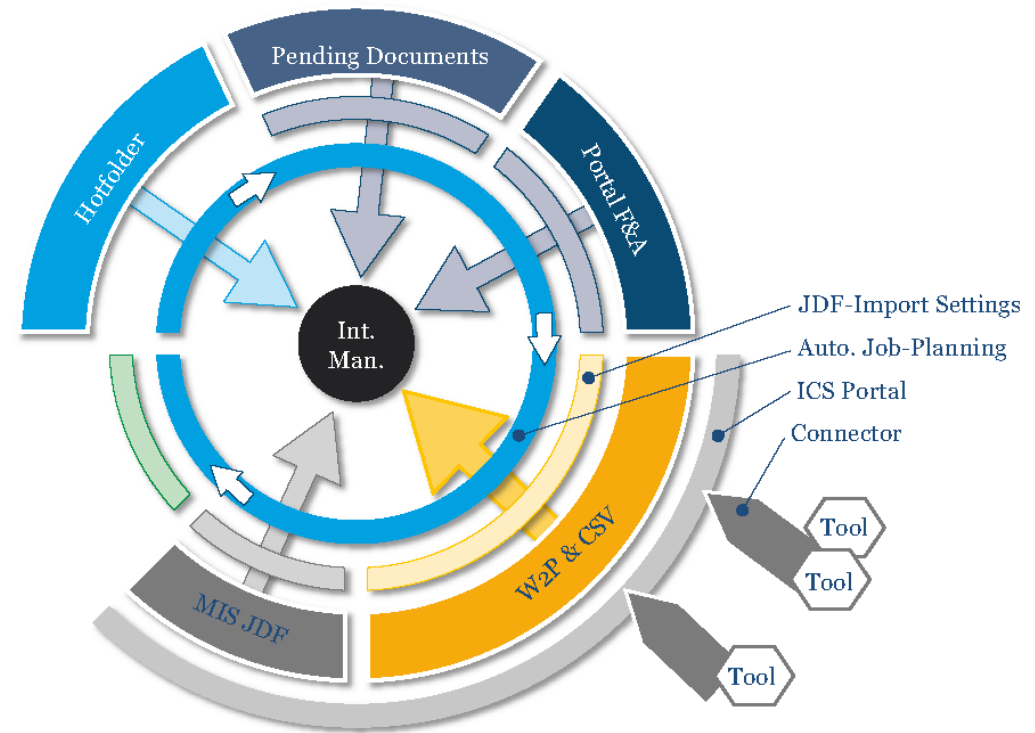 Pending Documents
Hotfolder
Portal F&A
Int.
Man.
JDF-Import Settings
Auto. Job-Planning
ICS Portal
Connector
Tool
Tool
W2P & CSV
MIS JDF
Tool